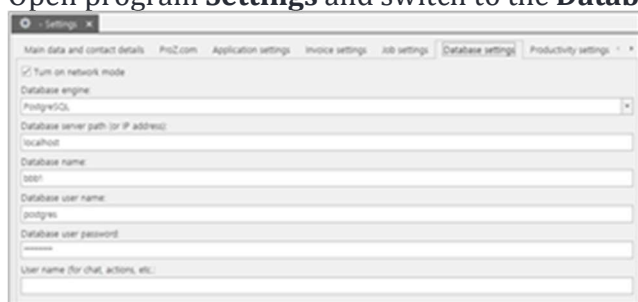 Open program Settings and switch to the Datab
- Settings x
Main data and contact details ProZ.com Application settings Invoice settings Job settings Database settings Productivity settings
Turn on network mode
Database engine:
PostgreSQL
Database server path (or IP address):
localhost
Database name:
Database user name:
postgres
Database user password:
User name (for chat, actions, etc.: